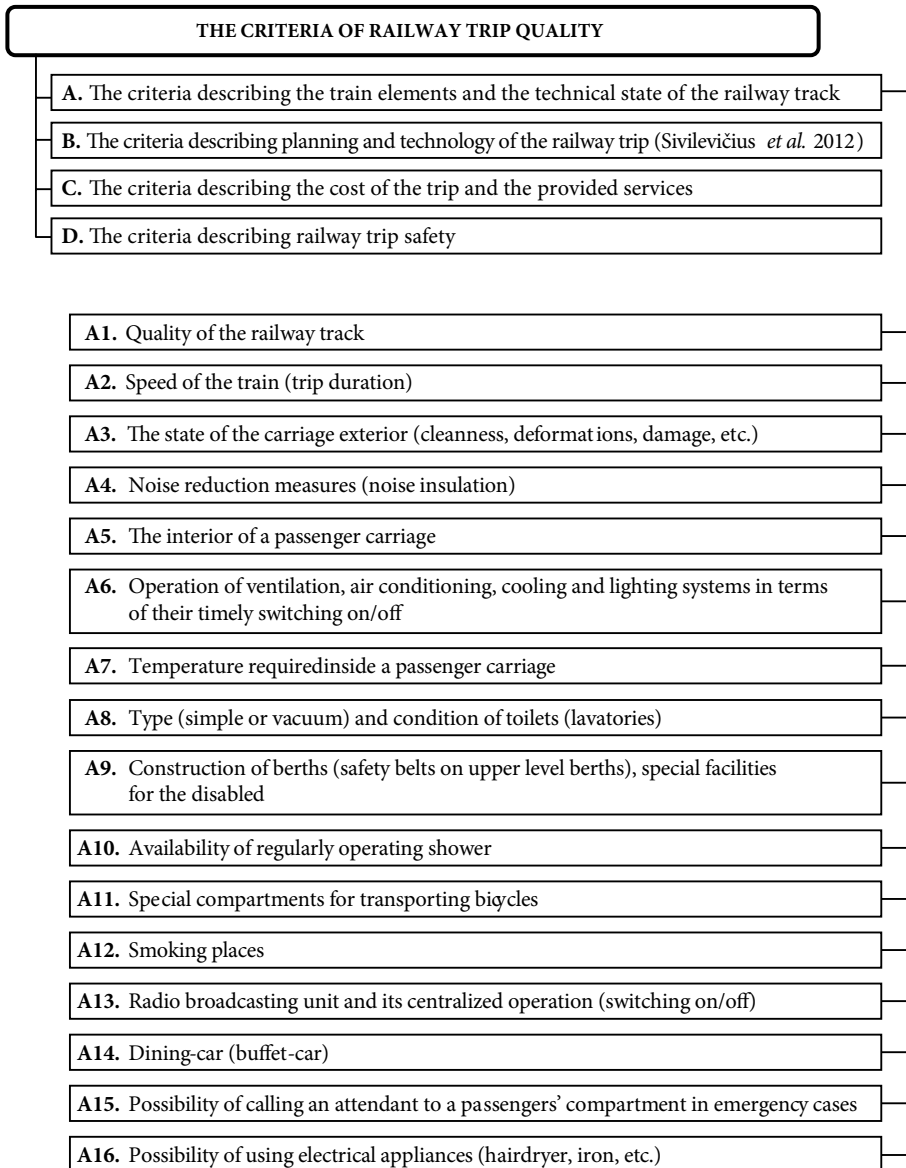 THE CRITERIA OF RAILWAY TRIP QUALITY
A. The criteria describing the train elements and the technical state of the railway track
B. The criteria describing planning and technology of the railway trip (Sivilevičius et al. 2012)
C. The criteria describing the cost of the trip and the provided services
D. The criteria describing railway trip safety
A1. Quality of the railway track
A2. Speed of the train (trip duration)
A3. The state of the carriage exterior (cleanness, deformations, damage, etc.)
A4. Noise reduction measures (noise insulation)
A5. The interior of a passenger carriage
A6. Operation of ventilation, air conditioning, cooling and lighting systems in terms
of their timely switching on/off
A7. Temperature requiredinside a passenger carriage
A8. Type (simple or vacuum) and condition of toilets (lavatories)
A9. Construction of berths (safety belts on upper level berths), special facilities
for the disabled
A10. Availability of regularly operating shower
A11. Special compartments for transporting bicycles
A12. Smoking places
A13. Radio broadcasting unit and its centralized operation (switching on/off)
A14. Dining-car (buffet-car)
A15. Possibility of calling an attendant to a passengers' compartment in emergency cases
A16. Possibility of using electrical appliances (hairdryer, iron, etc.)